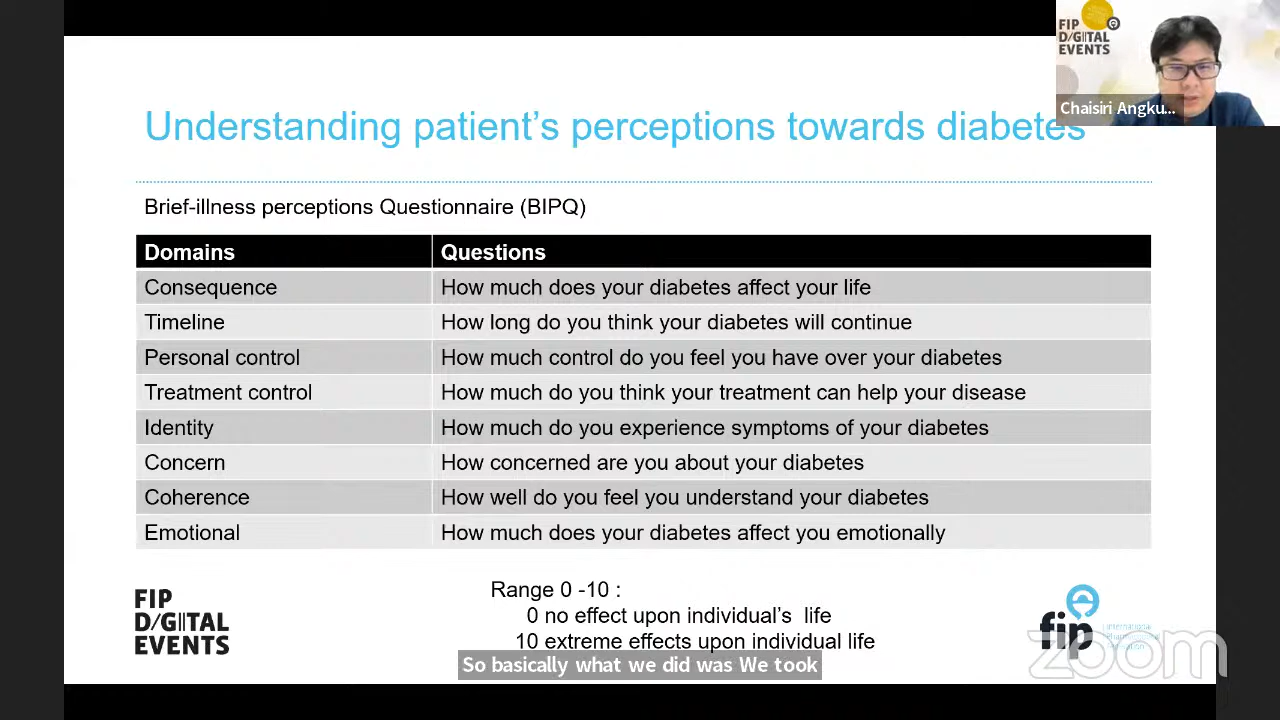 FIP
D/GITAL
EVENTS
Chaisiri Angku...
Understanding patient's perceptions towards diabetes
Brief-illness perceptions Questionnaire (BIPQ)
Domains Questions
Consequence How much does your diabetes affect your life
Timeline How long do you think your diabetes will continue
Personal control How much control do you feel you have over your diabetes
Treatment control How much do you think your treatment can help your disease
Identity How much do you experience symptoms of your diabetes
Concern How concerned are you about your diabetes
Coherence How well do you feel you understand your diabetes
Emotional How much does your diabetes affect you emotionally
Range 0 -10 :
0 no effect upon individual's life
10 extreme effects upon individual life
FIP
D/GITAL
EVENTS
fip
International
Pharmaceutical
Federation
zoom
So basically what we did was We took